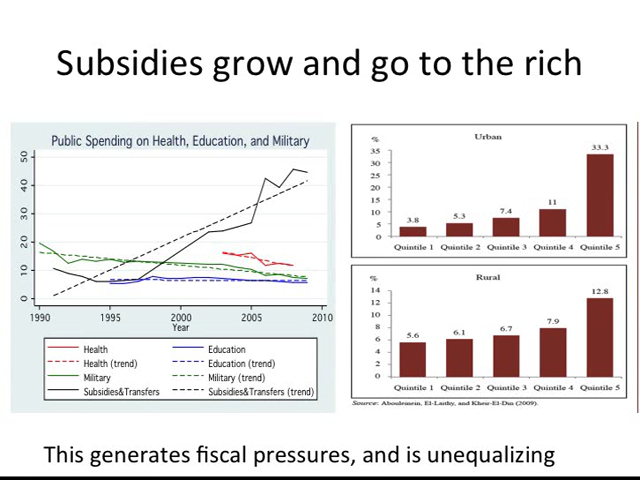 Subsidies grow and go to the rich
Public Spending on Health, Education, and Military
50
40
30
20
10
0
1990
1995
2000
2005
2010
Year
Health
Education
Health (trend)
Education (trend)
Military
Military (trend)
Subsidies&Transfers
Subsidies&Transfers (trend)
Urban
%
35
30
25
20
15
10
5
0
3.8
5.3
7.4
11
33.3
Quintile 1
Quintile 2
Quintile 3
Quintile 4
Quintile 5
Rural
%
14
12
10
8
6
4
2
0
5.6
6.1
6.7
7.9
12.8
Quintile 1
Quintile 2
Quintile 3
Quintile 4
Quintile 5
Source: Abouleinein, El-Laithy, and Kheir-El-Din (2009).
This generates fiscal pressures, and is unequalizing